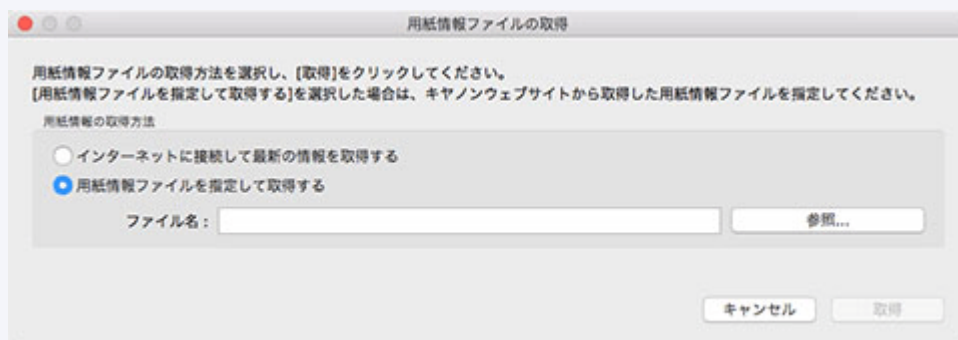 用紙情報ファイルの取得
用紙情報ファイルの取得方法を選択し、[取得]をクリックしてください。
[用紙情報ファイルを指定して取得する]を選択した場合は、キヤノンウェブサイトから取得した用紙情報ファイルを指定してください。
用紙情報の取得方法
インターネットに接続して最新の情報を取得する
用紙情報ファイルを指定して取得する
ファイル名：
参照...
キャンセル
取得